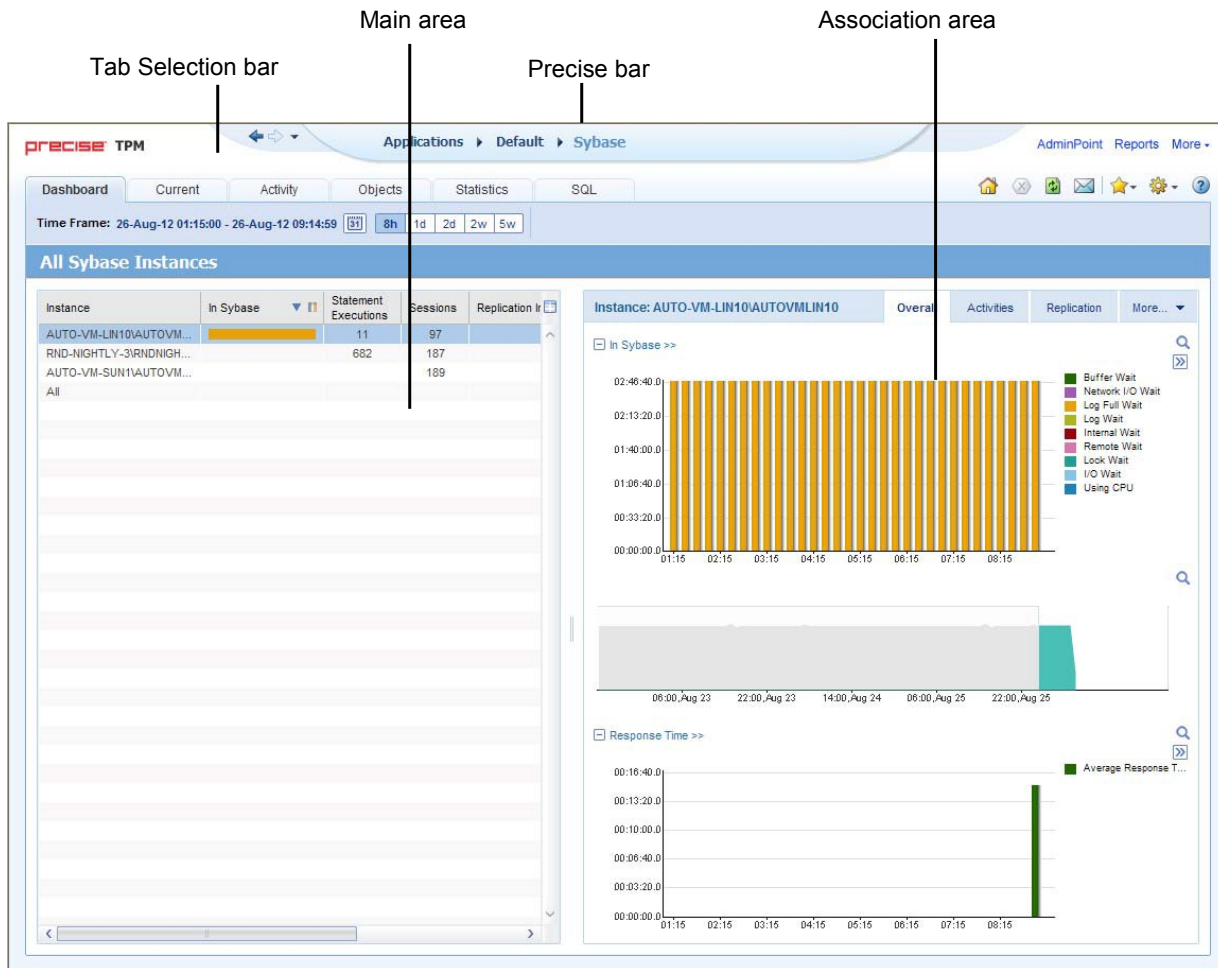 Main area
Association area
Tab Selection bar
Precise bar
precise TPM
Applications Default Sybase
AdminPoint Reports More
Dashboard Current Activity Objects Statistics SQL
Time Frame: 26-Aug-12 01:15:00 - 26-Aug-12 09:14:59 31 8h 1d 2d 2w 5w
All Sybase Instances
Instance In Sybase Statement Executions Sessions Replication Ir
AUTO-VM-LIN10\AUTOVM... 11 97
RND-NIGHTLY-3\RNDNIGH... 682 187
AUTO-VM-SUN1\AUTOVM... 189
All
Instance: AUTO-VM-LIN10\AUTOVMLIN10 Overall Activities Replication More...
In Sybase >>
02:46:40.0
02:13:20.0
01:40:00.0
01:06:40.0
00:33:20.0
00:00:00.0
01:15 02:15 03:15 04:15 05:15 06:15 07:15 08:15
Buffer Wait
Network I/O Wait
Log Full Wait
Log Wait
Internal Wait
Remote Wait
Lock Wait
I/O Wait
Using CPU
06:00,Aug 23 22:00,Aug 23 14:00,Aug 24 06:00,Aug 25 22:00,Aug 25
Response Time >>
00:16:40.0
00:13:20.0
00:10:00.0
00:06:40.0
00:03:20.0
00:00:00.0
01:15 02:15 03:15 04:15 05:15 06:15 07:15 08:15
Average Response T...